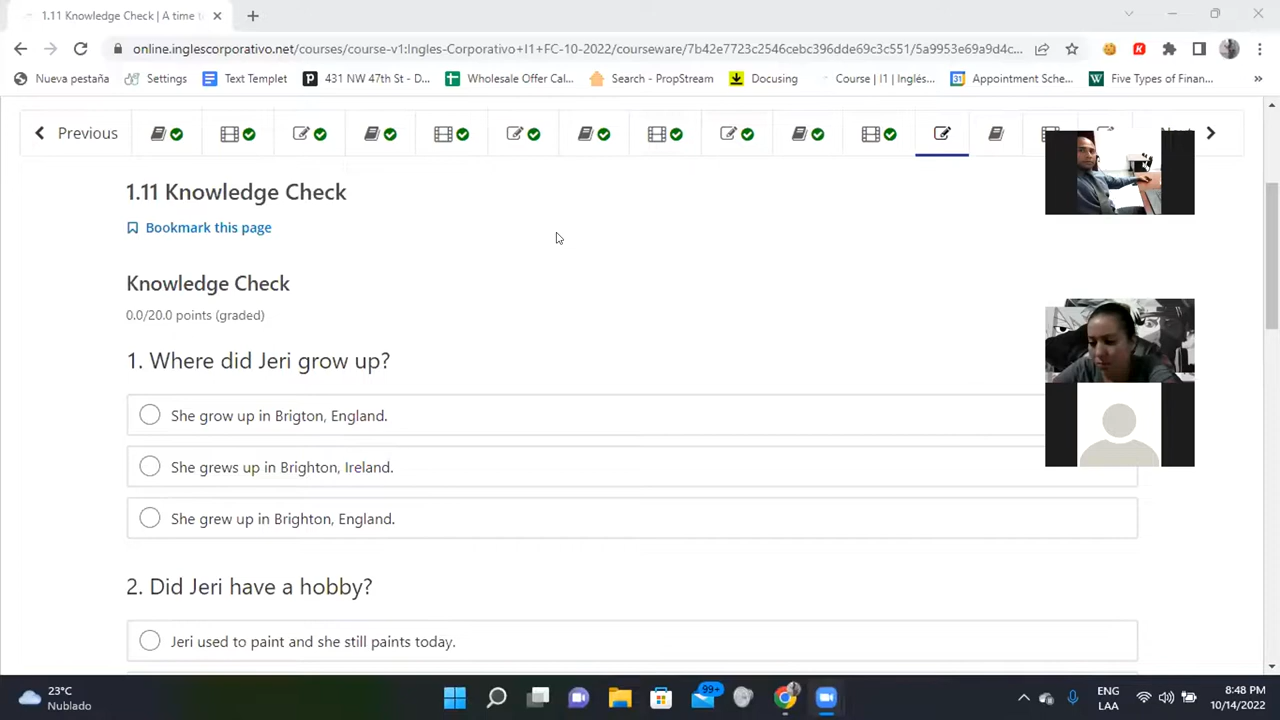 1.11 Knowledge Check | A time t
online.inglescorporativo.net/courses/course-v1:Ingles-Corporativo+I1+FC-10-2022/courseware/7b42e7723c2546cebc396dde69c3c551/5a9953e69a9d4c...
Nueva pestaña Settings Text Templet 431 NW 47th St - D... Wholesale Offer Cal... Search - PropStream Docusing Course | I1 | Inglés... Appointment Sche... Five Types of Finan... »
Previous
1.11 Knowledge Check
Bookmark this page
Knowledge Check
0.0/20.0 points (graded)
1. Where did Jeri grow up?
She grow up in Brigton, England.
She grews up in Brighton, Ireland.
She grew up in Brighton, England.
2. Did Jeri have a hobby?
Jeri used to paint and she still paints today.
23°C
Nublado
99+
ENG
LAA
8:48 PM
10/14/2022